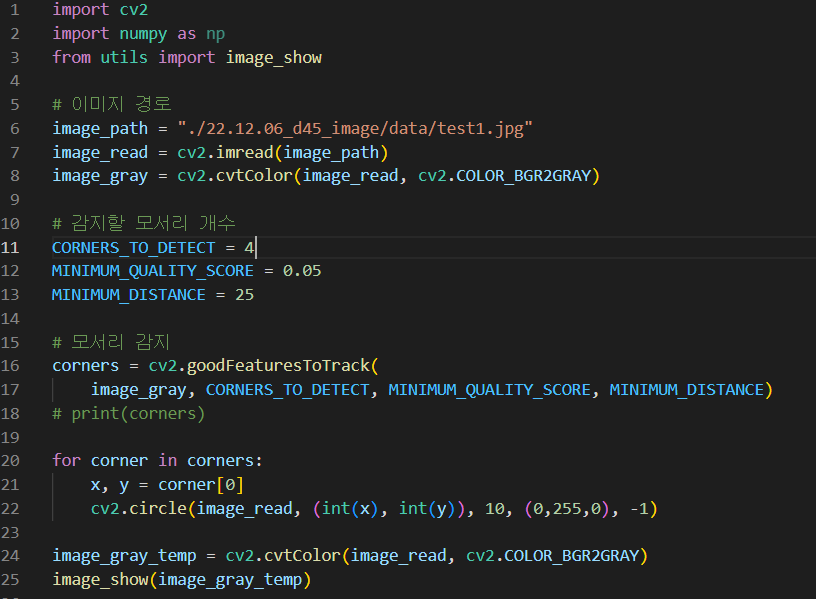 1 import cv2
2 import numpy as np
3 from utils import image_show
4
5 # 이미지 경로
6 image_path = "./22.12.06_d45_image/data/test1.jpg"
7 image_read = cv2.imread(image_path)
8 image_gray = cv2.cvtColor(image_read, cv2.COLOR_BGR2GRAY)
9
10 # 감지할 모서리 개수
11 CORNERS_TO_DETECT = 4
12 MINIMUM_QUALITY_SCORE = 0.05
13 MINIMUM_DISTANCE = 25
14
15 # 모서리 감지
16 corners = cv2.goodFeaturesToTrack(
17     image_gray, CORNERS_TO_DETECT, MINIMUM_QUALITY_SCORE, MINIMUM_DISTANCE)
18 # print(corners)
19
20 for corner in corners:
21     x, y = corner[0]
22     cv2.circle(image_read, (int(x), int(y)), 10, (0,255,0), -1)
23
24 image_gray_temp = cv2.cvtColor(image_read, cv2.COLOR_BGR2GRAY)
25 image_show(image_gray_temp)